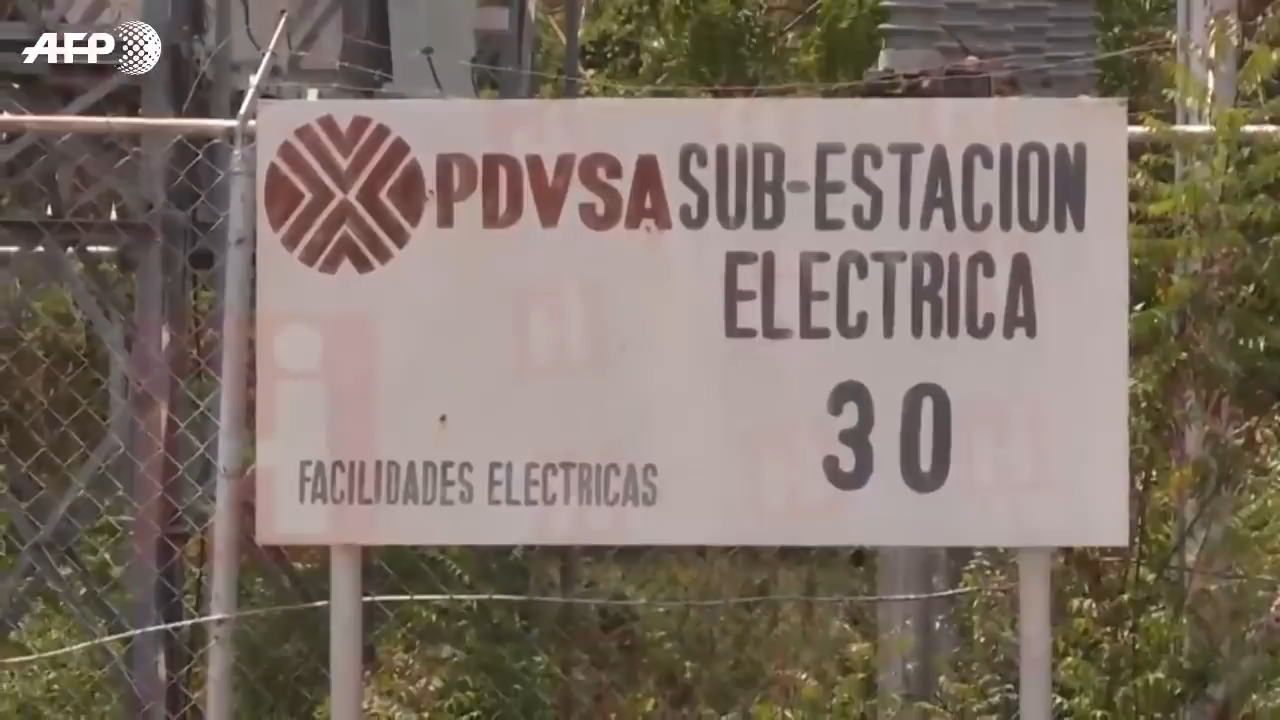 AFP
PDVSA SUB-ESTACION
ELECTRICA
30
FACILIDADES ELECTRICAS